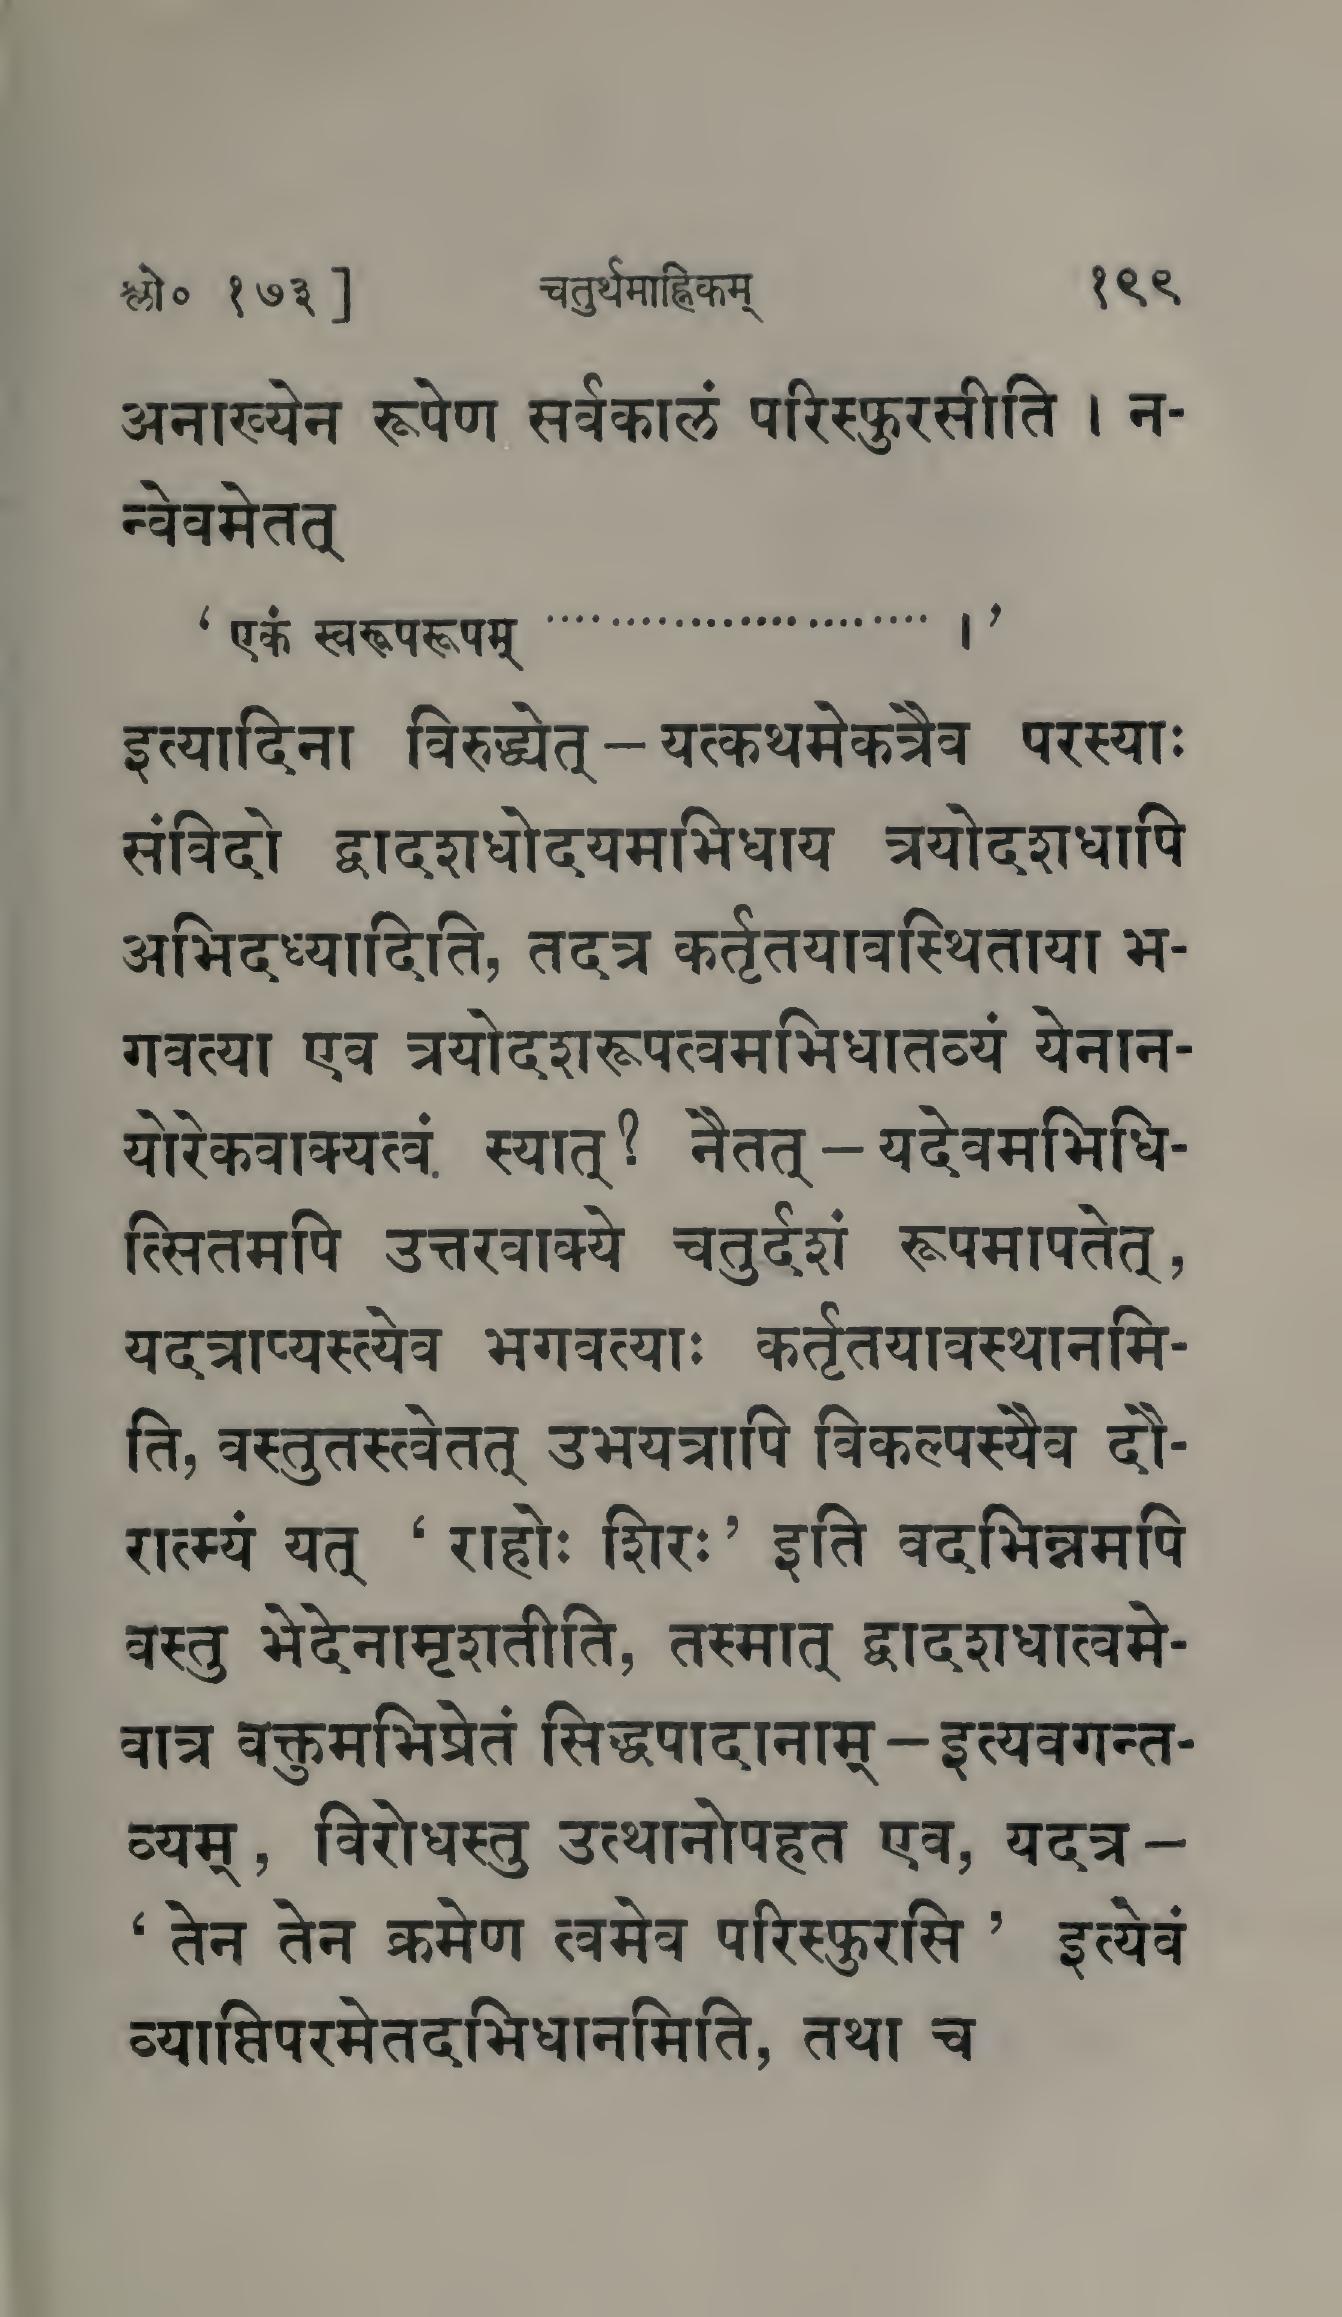 श्लो० १७३ ] चतुर्थमाह्निकम् १९९
अनाख्येन रूपेण सर्वकालं परिस्फुरसीति । न-
न्वेवमेतत्
‘ एकं स्वरूपरूपम् ································ । ’
इत्यादिना विरुद्ध्येत् – यत्कथमेकत्रैव परस्याः
संविदो द्वादशधोदयमभिधाय त्रयोदशधापि
अभिदध्यादिति, तदत्र कर्तृतयावस्थिताया भ-
गवत्या एव त्रयोदशरूपत्वमभिधातव्यं येनान-
योरेकवाक्यत्वं स्यात् ? नैतत् – यदेवमभिधि-
त्सितमपि उत्तरवाक्ये चतुर्दशं रूपमापतेत् ,
यदत्राप्यस्त्येव भगवत्याः कर्तृतयावस्थानमि-
ति, वस्तुतस्त्वेतत् उभयत्रापि विकल्पस्यैव दौ-
रात्म्यं यत् ‘ राहोः शिरः ’ इति वदभिन्नमपि
वस्तु भेदेनामृशतीति, तस्मात् द्वादशधात्वमे-
वात्र वक्तुमभिप्रेतं सिद्धपादानाम् – इत्यवगन्त-
व्यम् , विरोधस्तु उत्थानोपहत एव, यदत्र –
‘ तेन तेन क्रमेण त्वमेव परिस्फुरसि ’ इत्येवं
व्याप्तिपरमेतदभिधानमिति, तथा च